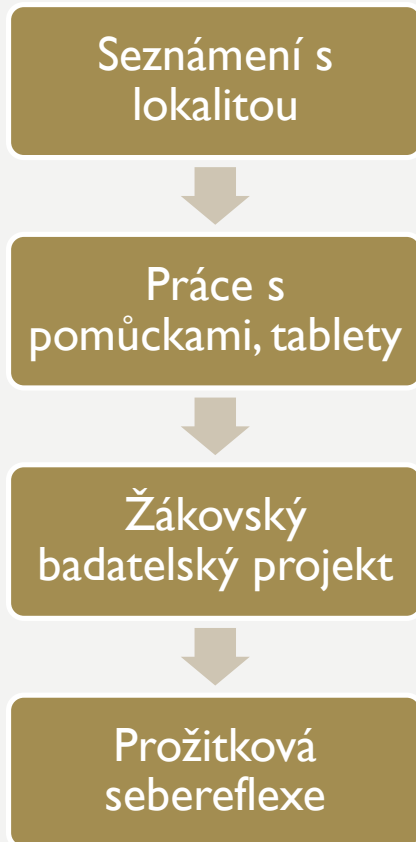 Seznámení s
lokalitou
Práce s
pomůckami, tablety
Žákovský
badatelský projekt
Prožitková
sebereflexe